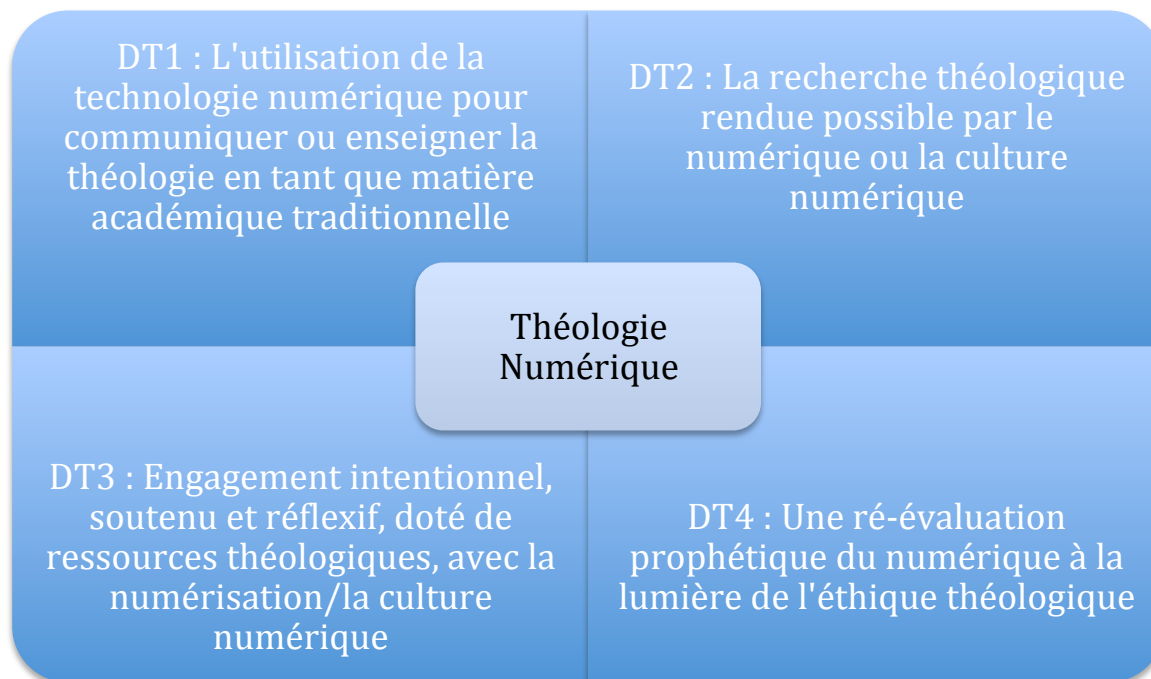 DT1 : L'utilisation de la
technologie numérique pour
communiquer ou enseigner la
théologie en tant que matière
académique traditionnelle
DT2 : La recherche théologique
rendue possible par le
numérique ou la culture
numérique
Théologie
Numérique
DT3 : Engagement intentionnel,
soutenu et réflexif, doté de
ressources théologiques, avec la
numérisation/la culture
numérique
DT4 : Une ré-évaluation
prophétique du numérique à la
lumière de l'éthique théologique